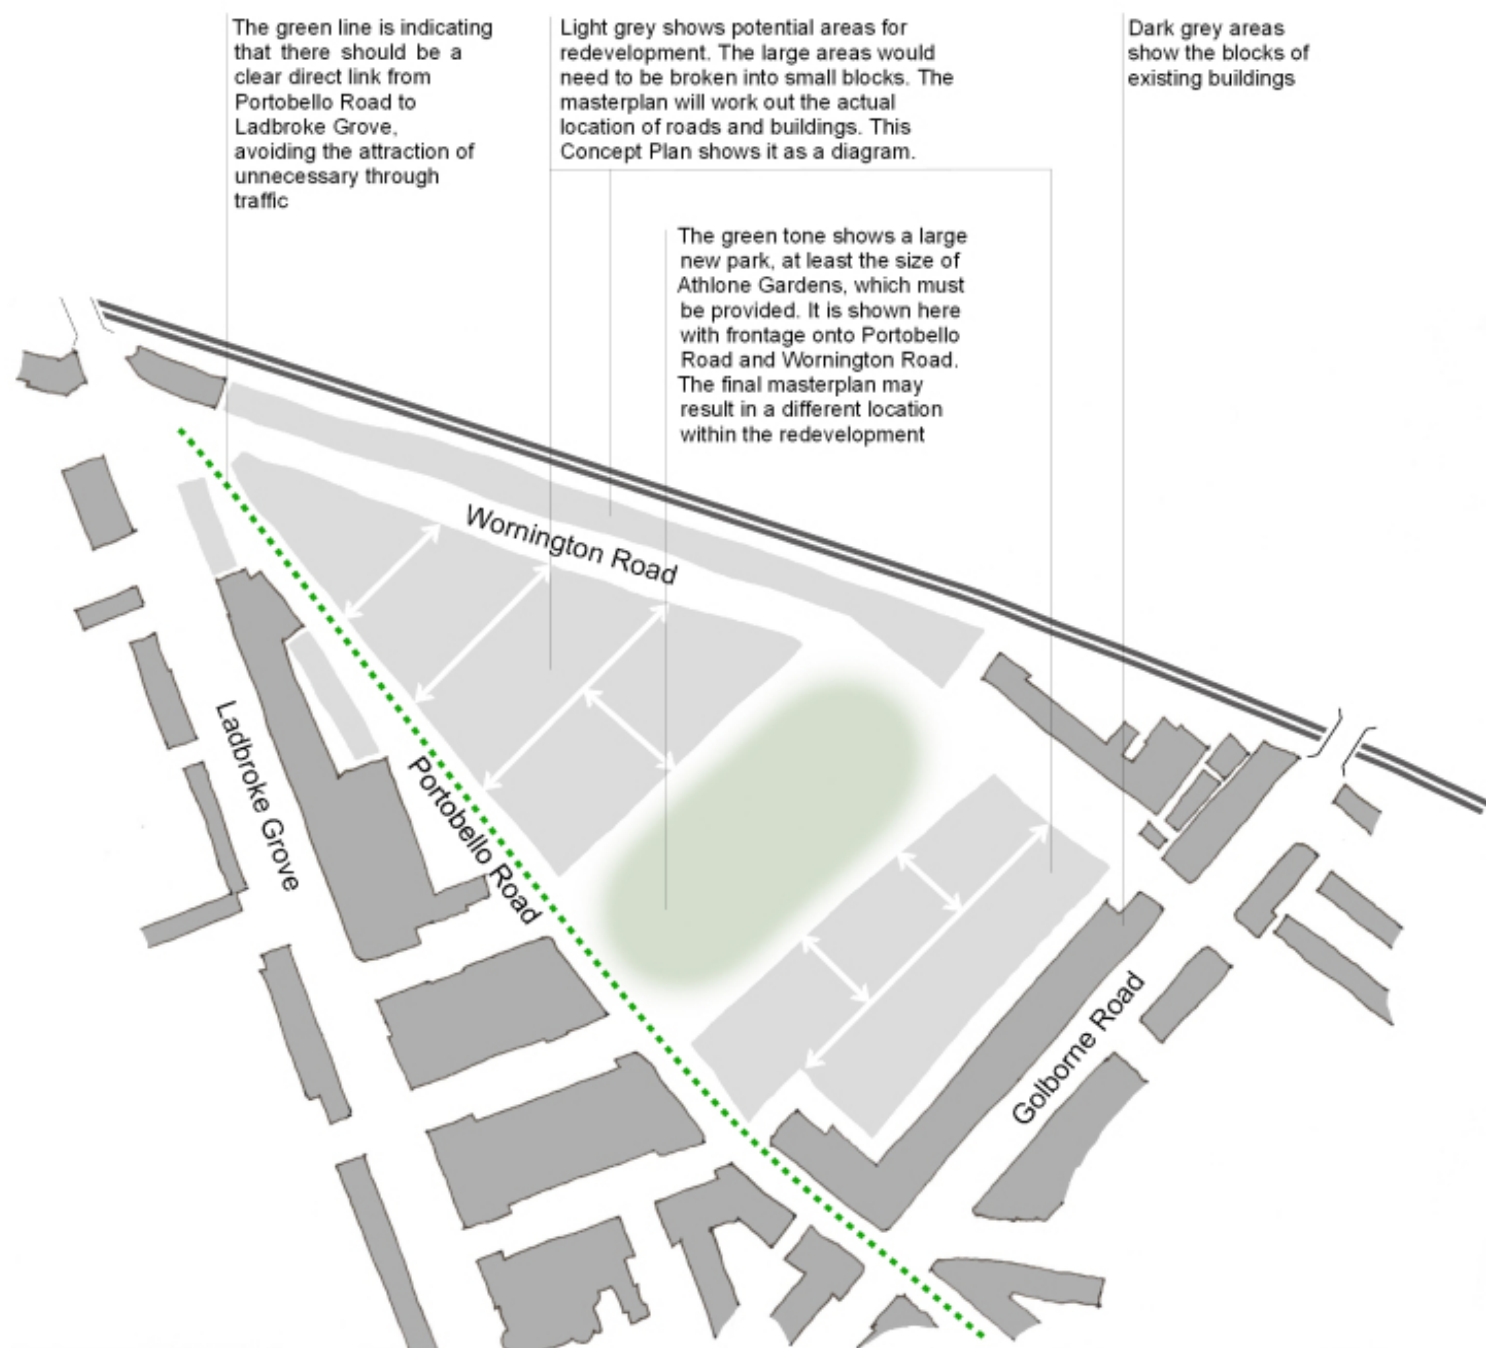 The green line is indicating
that there should be a
clear direct link from
Portobello Road to
Ladbroke Grove,
avoiding the attraction of
unnecessary through
traffic
Light grey shows potential areas for
redevelopment. The large areas would
need to be broken into small blocks. The
masterplan will work out the actual
location of roads and buildings. This
Concept Plan shows it as a diagram.
Dark grey areas
show the blocks of
existing buildings
The green tone shows a large
new park, at least the size of
Athlone Gardens, which must
be provided. It is shown here
with frontage onto Portobello
Road and Wornington Road.
The final masterplan may
result in a different location
within the redevelopment
Wornington Road
Ladbroke Grove
Portobello Road
Golborne Road